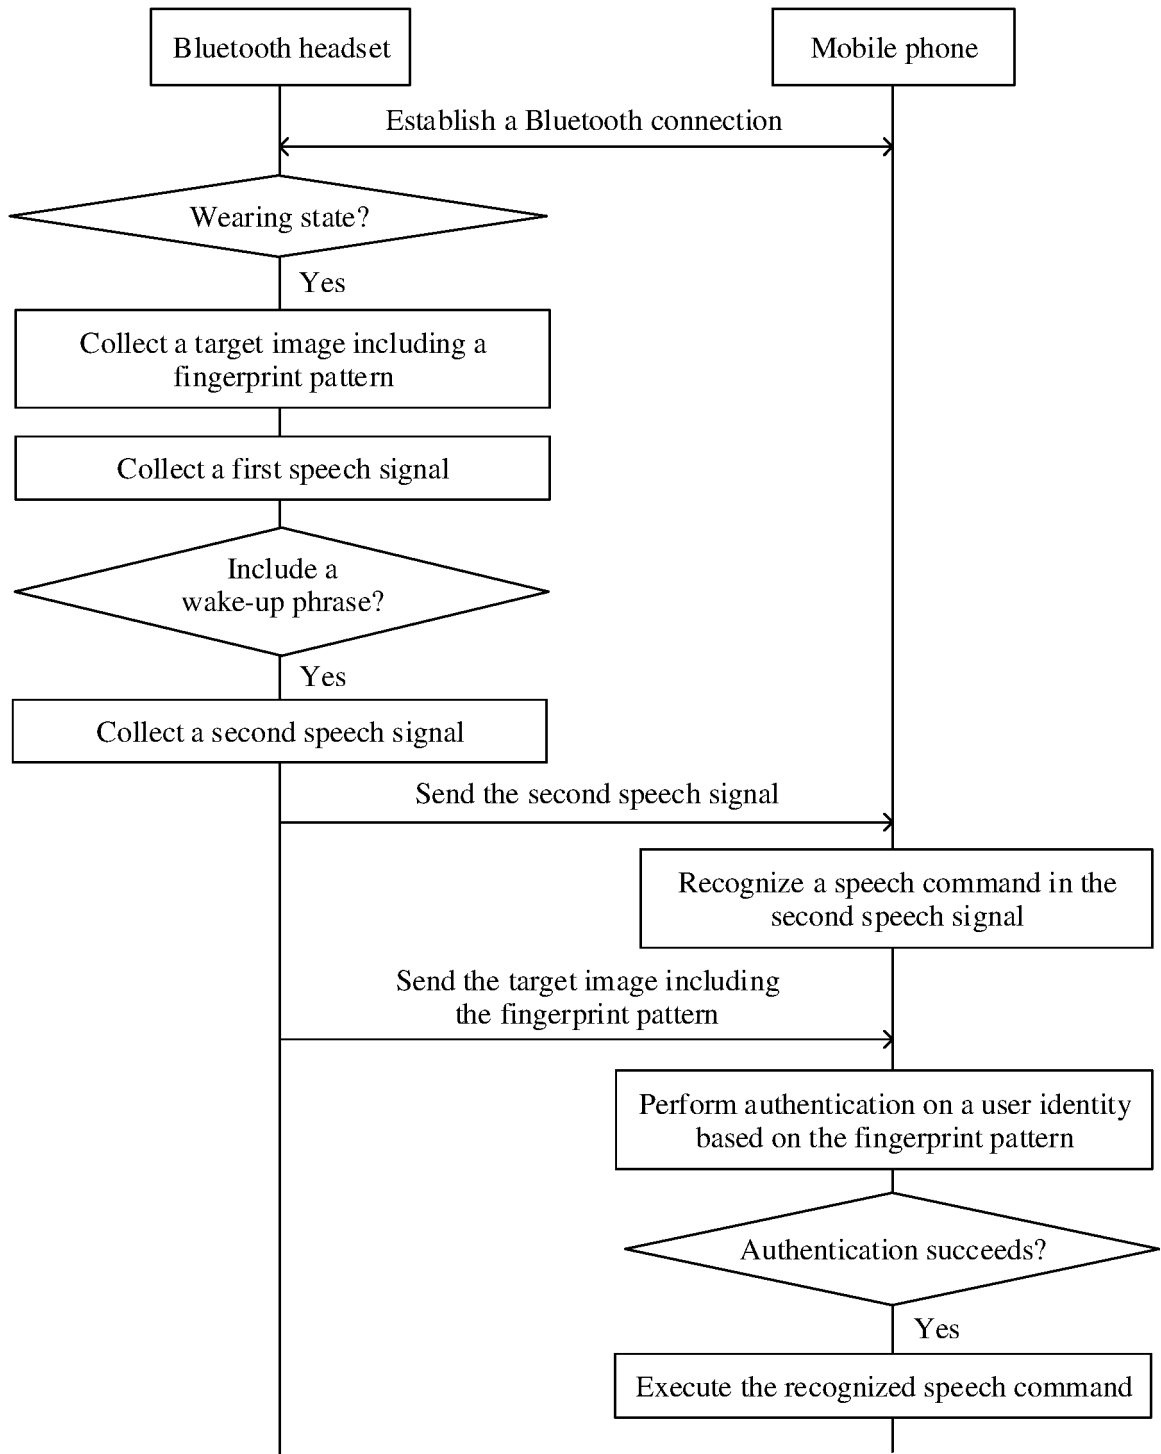 Bluetooth headset
Mobile phone
Establish a Bluetooth connection
Wearing state?
Yes
Collect a target image including a
fingerprint pattern
Collect a first speech signal
Include a
wake-up phrase?
Yes
Collect a second speech signal
Send the second speech signal
Recognize a speech command in the
second speech signal
Send the target image including
the fingerprint pattern
Perform authentication on a user identity
based on the fingerprint pattern
Authentication succeeds?
Yes
Execute the recognized speech command